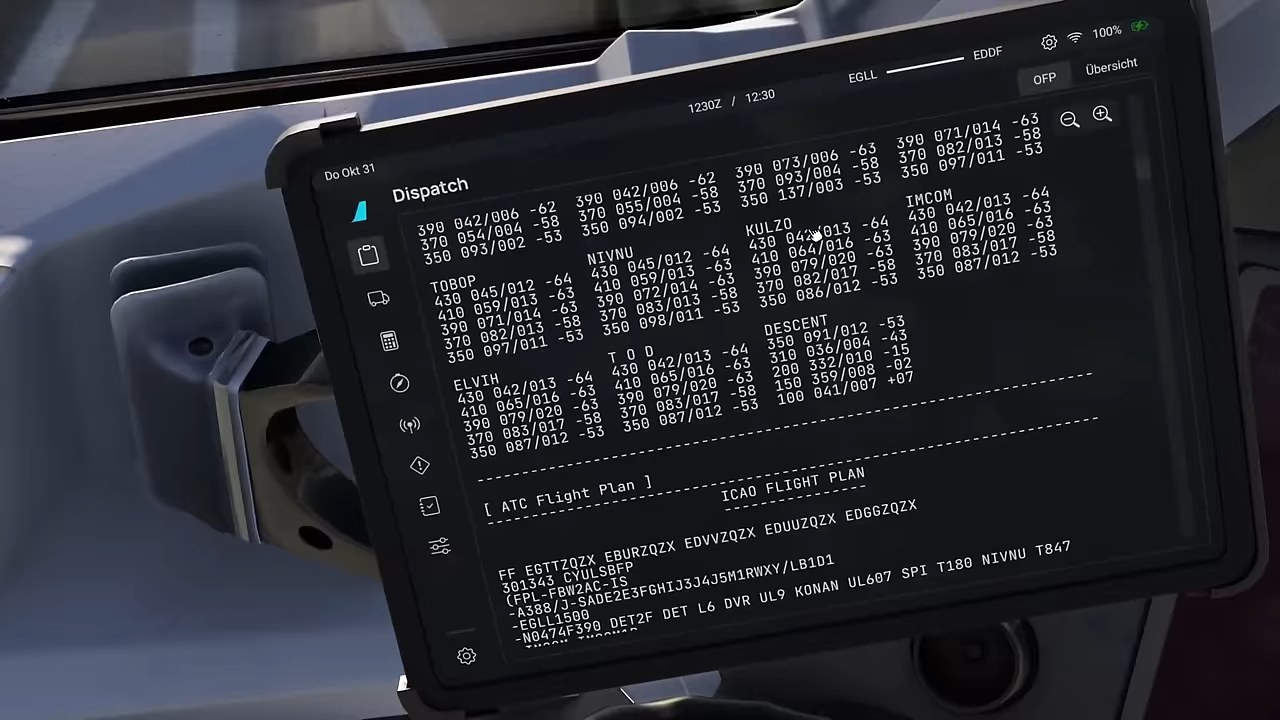 EGLL EDDF 100%
1230Z / 12:30
OFP Übersicht
Do Okt 31
Dispatch
390 042/006 -62 390 042/006 -62 390 073/006 -63 390 071/014 -63
370 054/004 -58 370 055/004 -58 370 093/004 -58 370 082/013 -58
350 093/002 -53 350 094/002 -53 350 137/003 -53 350 097/011 -53
TOBOP NIVNU KULZO IMCOM
430 045/012 -64 430 045/012 -64 430 042/013 -64 430 042/013 -64
410 059/013 -63 410 059/013 -63 410 064/016 -63 410 065/016 -63
390 071/014 -63 390 072/014 -63 390 079/020 -63 390 079/020 -63
370 082/013 -58 370 083/013 -58 370 082/017 -58 370 083/017 -58
350 097/011 -53 350 098/011 -53 350 086/012 -53 350 087/012 -53
ELVIH T O D DESCENT
430 042/013 -64 430 042/013 -64 350 091/012 -53
410 065/016 -63 410 065/016 -63 310 036/004 -43
390 079/020 -63 390 079/020 -63 200 332/010 -15
370 083/017 -58 370 083/017 -58 150 359/008 -02
350 087/012 -53 350 087/012 -53 100 041/007 +07
[ ATC Flight Plan ]
ICAO FLIGHT PLAN
FF EGTTZQZX EBURZQZX EDVVZQZX EDUUZQZX EDGGZQZX
301343 CYULSBFP
(FPL-FBW2AC-IS
-A388/J-SADE2E3FGHIJ3J4J5M1RWXY/LB1D1
-EGLL1500
-N0474F390 DET2F DET L6 DVR UL9 KONAN UL607 SPI T180 NIVNU T847